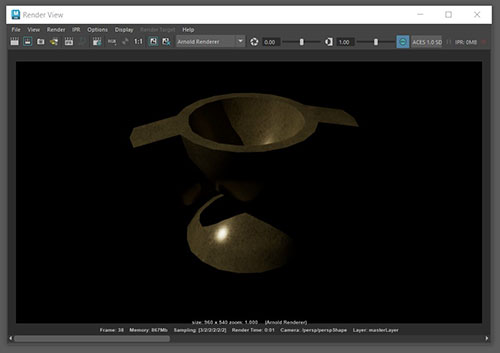 Render View
File View Render IPR Options Display Render Target Help
1:1 Arnold Renderer 0.00 1.00 ACES 1.0 SD IPR: 0MB
size: 960 x 540 zoom: 1.000 (Arnold Renderer)
Frame: 38 Memory: 867Mb Sampling: [3/2/2/2/2/2] Render Time: 0:01 Camera: /persp/perspShape Layer: masterLayer